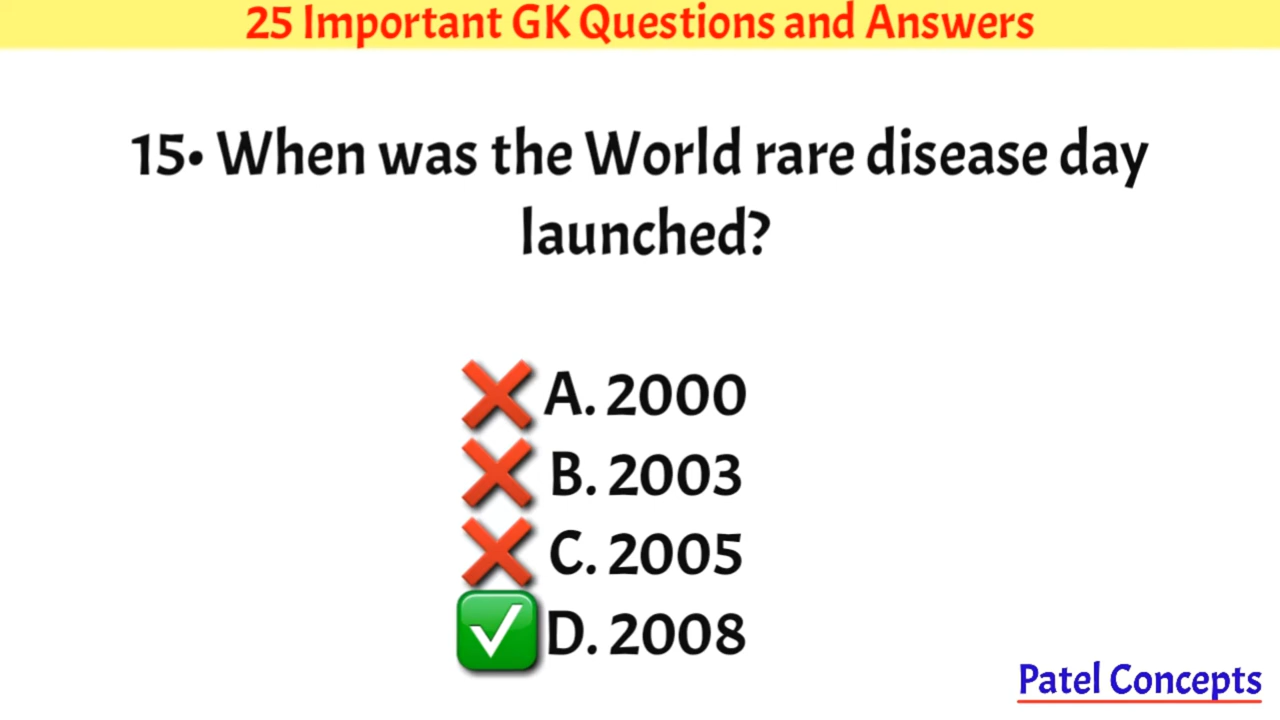 25 Important GK Questions and Answers
15• When was the World rare disease day
launched?
A. 2000
B. 2003
C. 2005
D. 2008
Patel Concepts